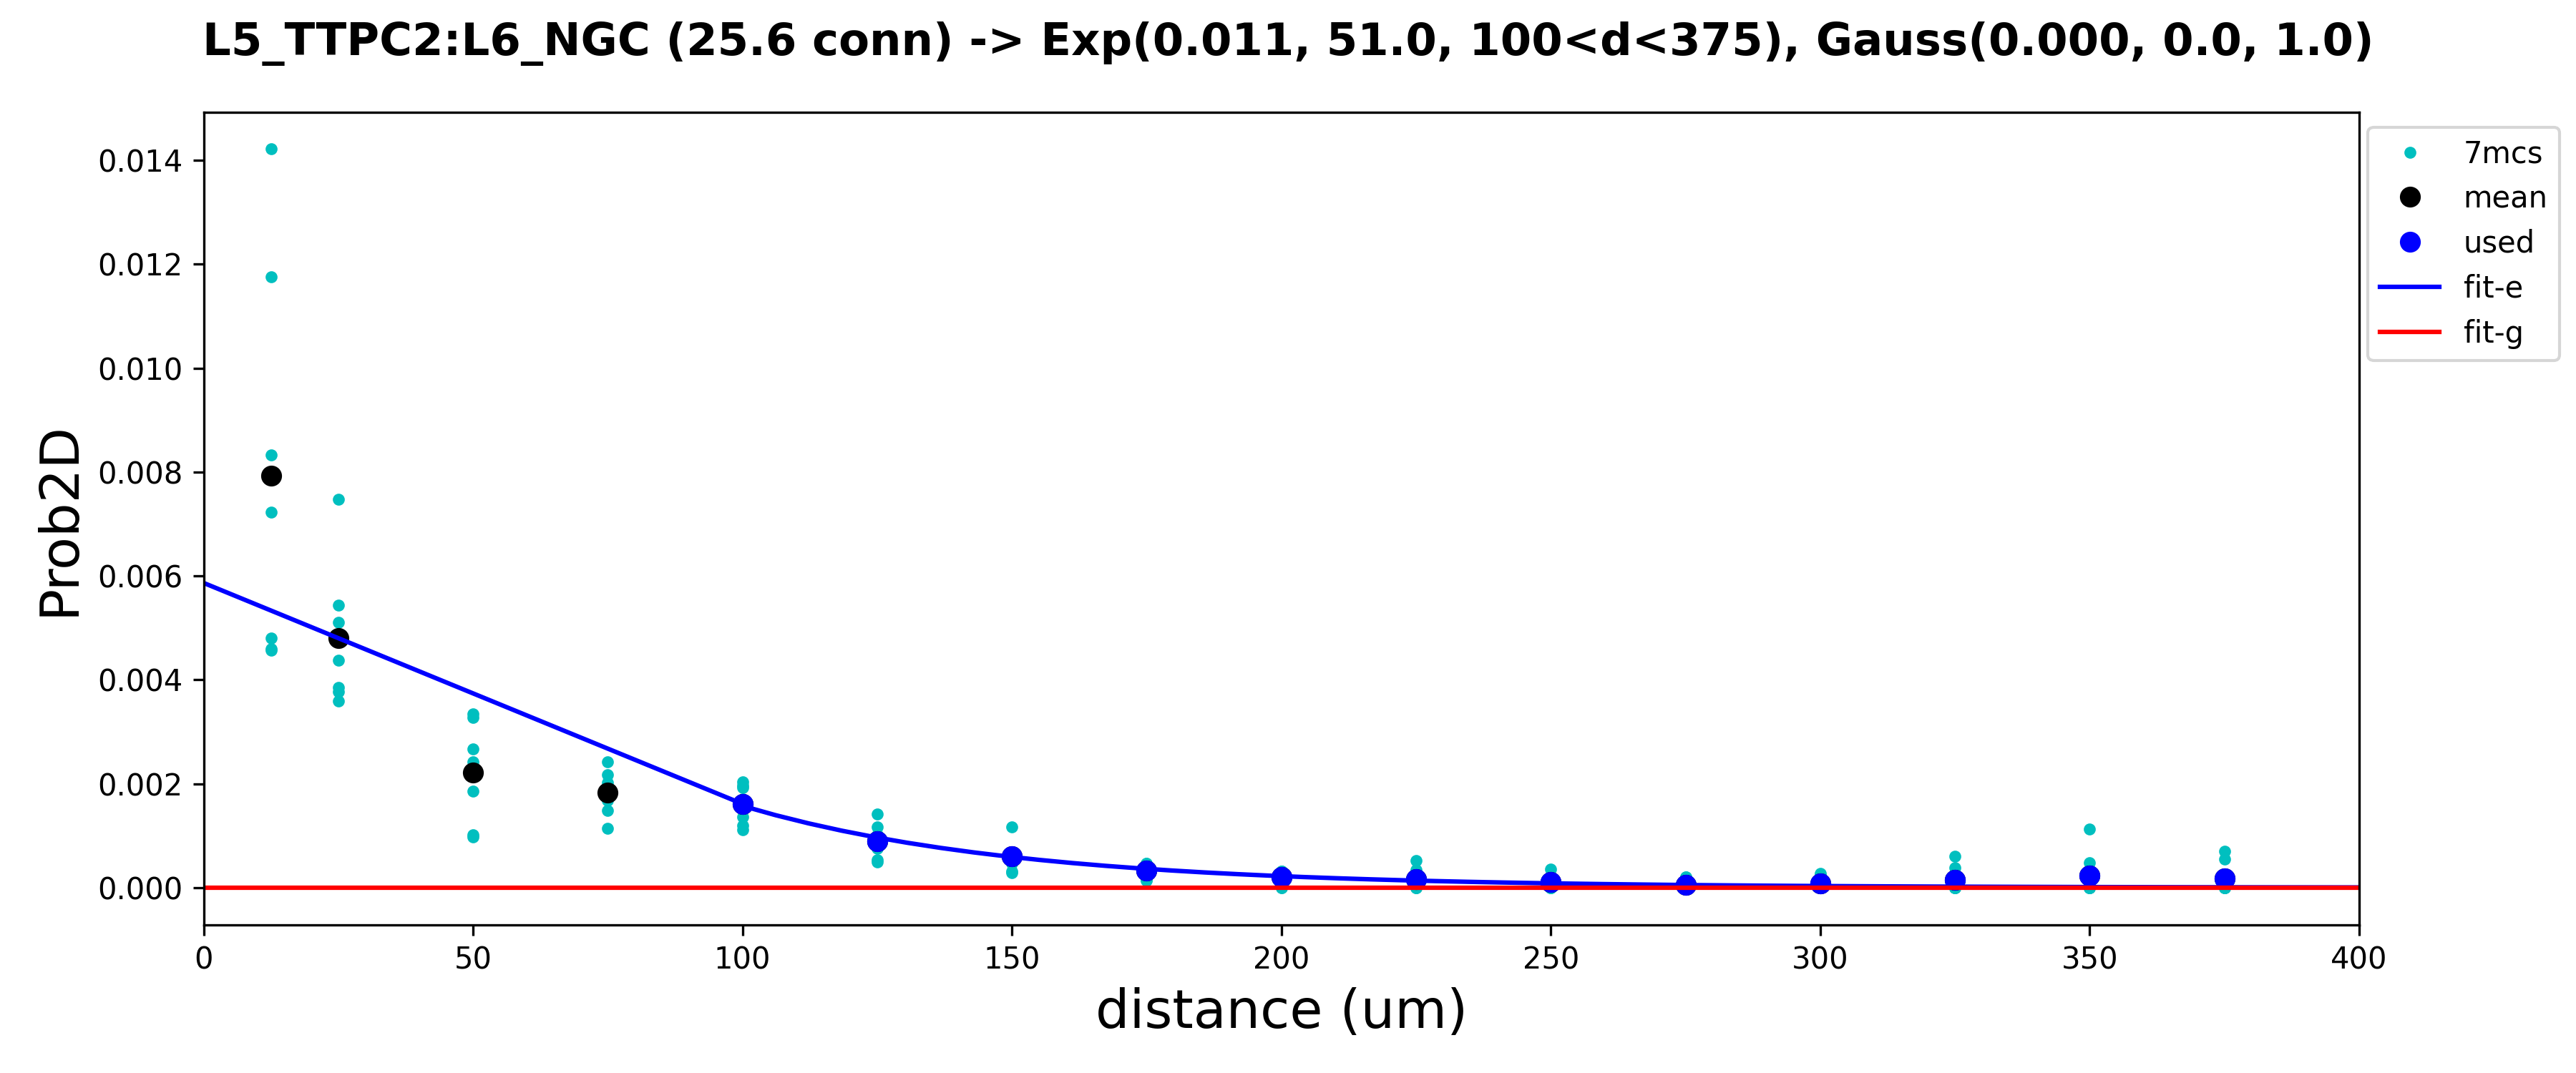 L5_TTPC2:L6_NGC (25.6 conn) -> Exp(0.011, 51.0, 100<d<375), Gauss(0.000, 0.0, 1.0)
0.014
0.012
0.010
0.008
0.006
0.004
0.002
0.000
Prob2D
0 50 100 150 200 250 300 350 400
distance (um)
7mcs
mean
used
fit-e
fit-g